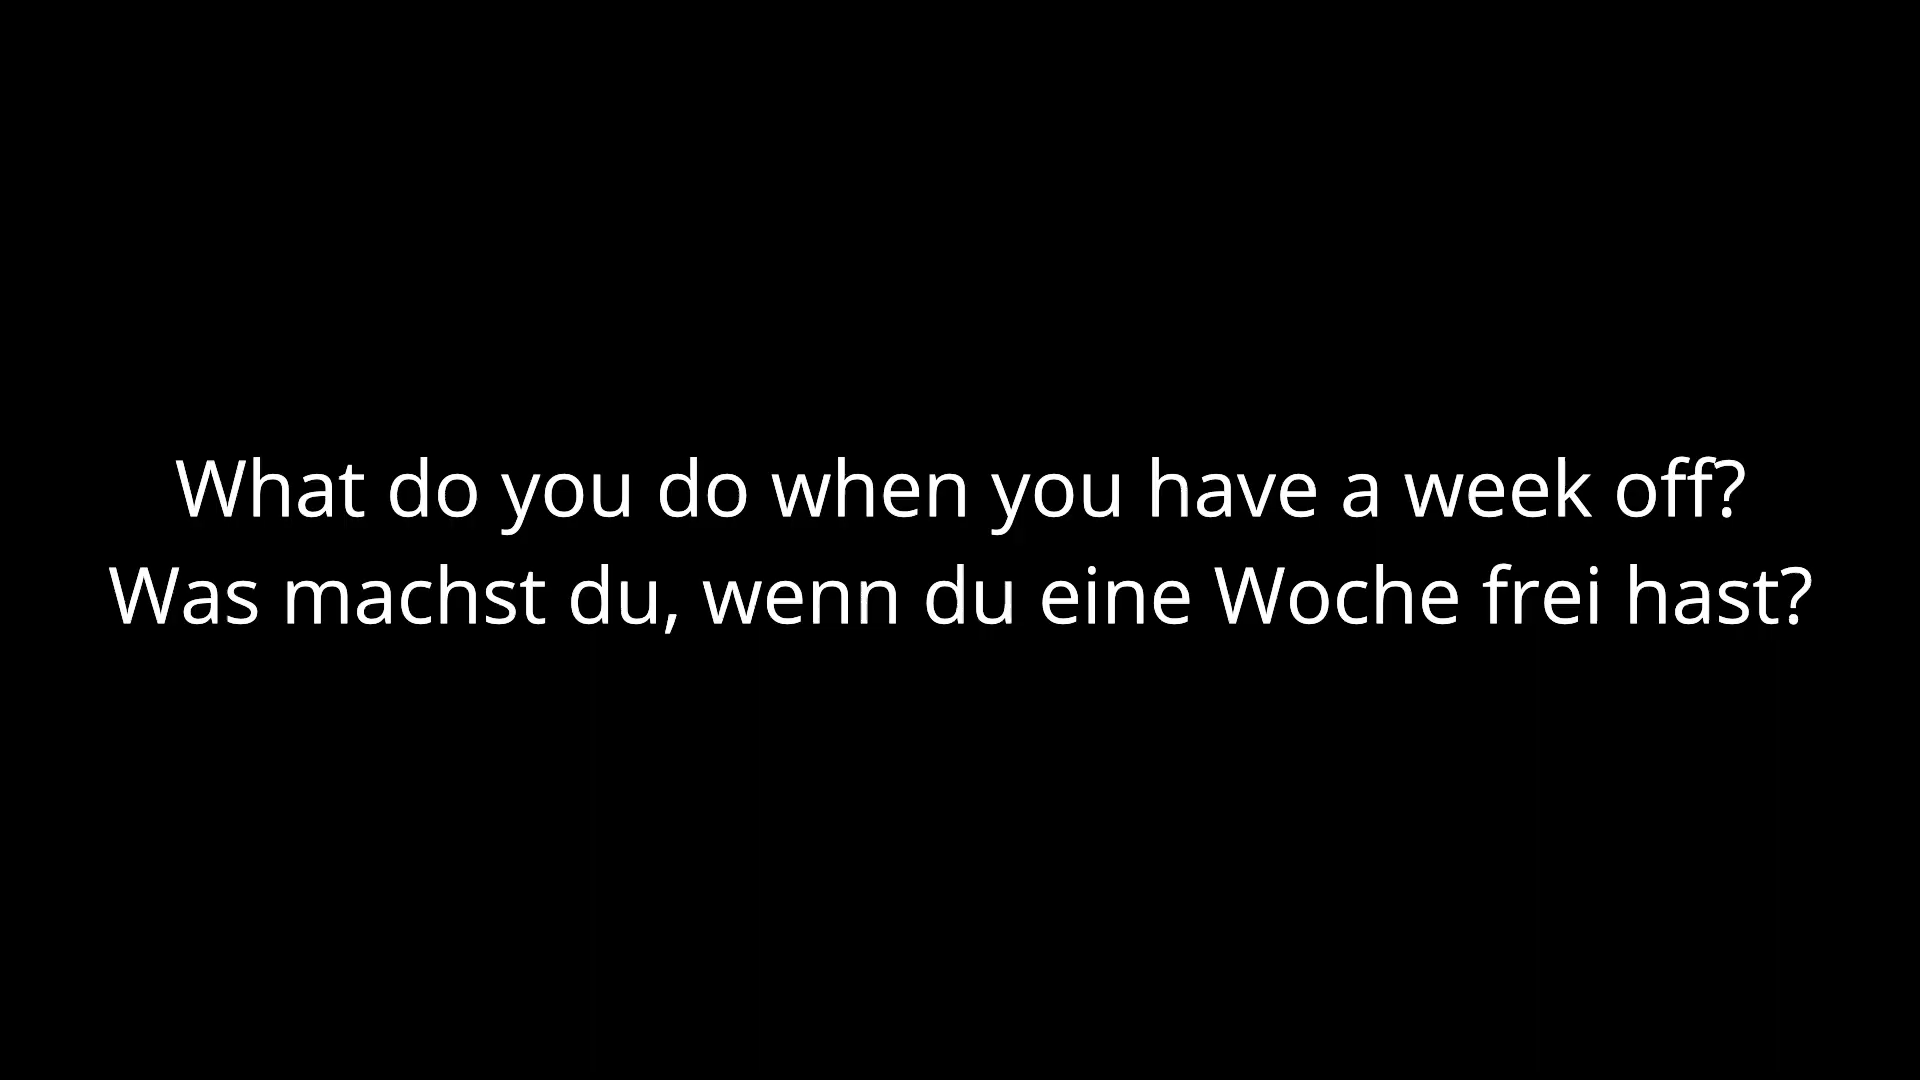 What do you do when you have a week off?
Was machst du, wenn du eine Woche frei hast?